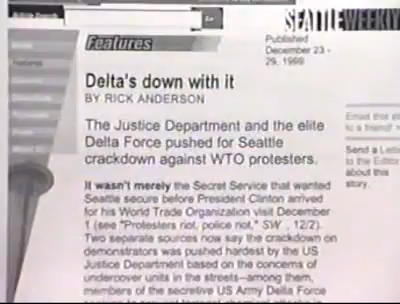 SEATTLE WEEKLY
Go
Features
Published
December 23 -
29, 1999
Features
Delta's down with it
BY RICK ANDERSON
The Justice Department and the elite
Delta Force pushed for Seattle
crackdown against WTO protesters.
Email this
to a friend
Send a
to the Editor
about this
story.
It wasn't merely the Secret Service that wanted
Seattle secure before President Clinton arrived
for his World Trade Organization visit December
1 (see "Protesters riot, police riot," SW, 12/2).
Two separate sources now say the crackdown on
demonstrators was pushed hardest by the US
Justice Department based on the concerns of
undercover units in the streets—among them,
members of the secretive US Army Delta Force